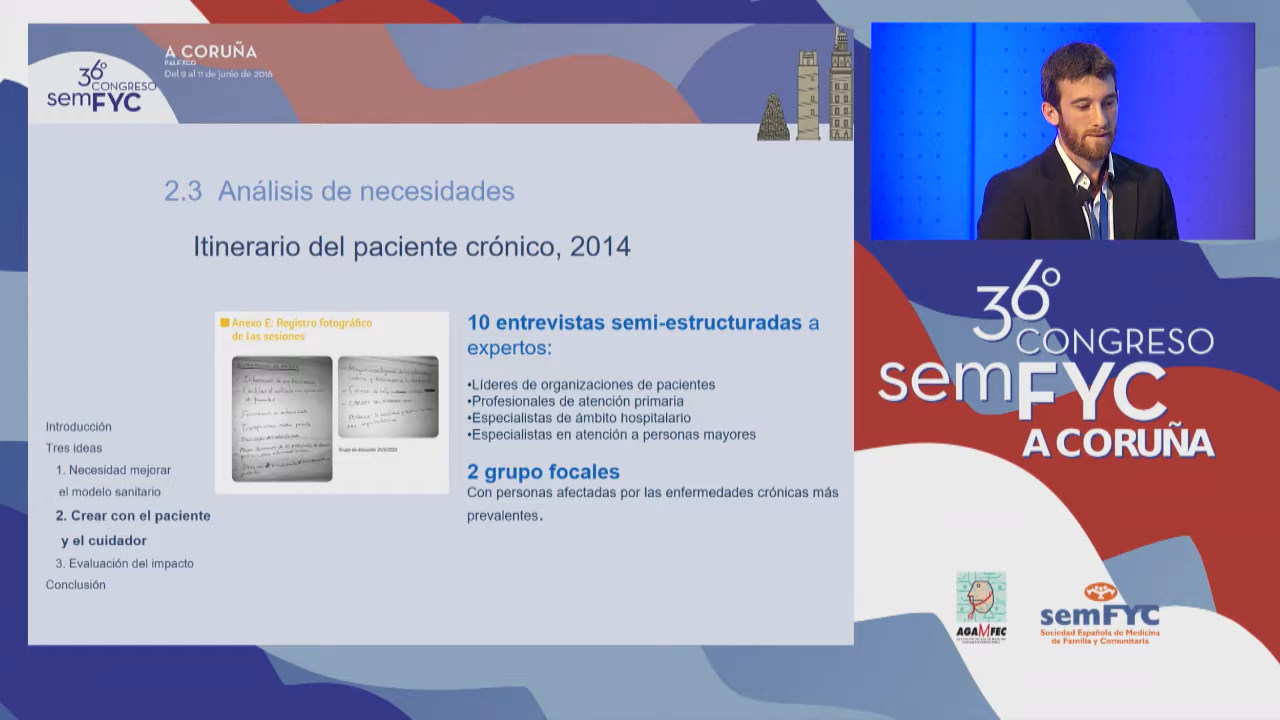 36º
CONGRESO
semFYC
A CORUÑA
PALEXCO
Del 9 al 11 de junio de 2016
2.3 Análisis de necesidades
Itinerario del paciente crónico, 2014
Anexo E: Registro fotográfico
de las sesiones
10 entrevistas semi-estructuradas a
expertos:
•Líderes de organizaciones de pacientes
•Profesionales de atención primaria
•Especialistas de ámbito hospitalario
•Especialistas en atención a personas mayores
2 grupo focales
Con personas afectadas por las enfermedades crónicas más
prevalentes.
Introducción
Tres ideas
1. Necesidad mejorar
el modelo sanitario
2. Crear con el paciente
y el cuidador
3. Evaluación del impacto
Conclusión
36º
CONGRESO
semFYC
A CORUÑA
AGAMFEC
semFYC
Sociedad Española de Medicina
de Familia y Comunitaria